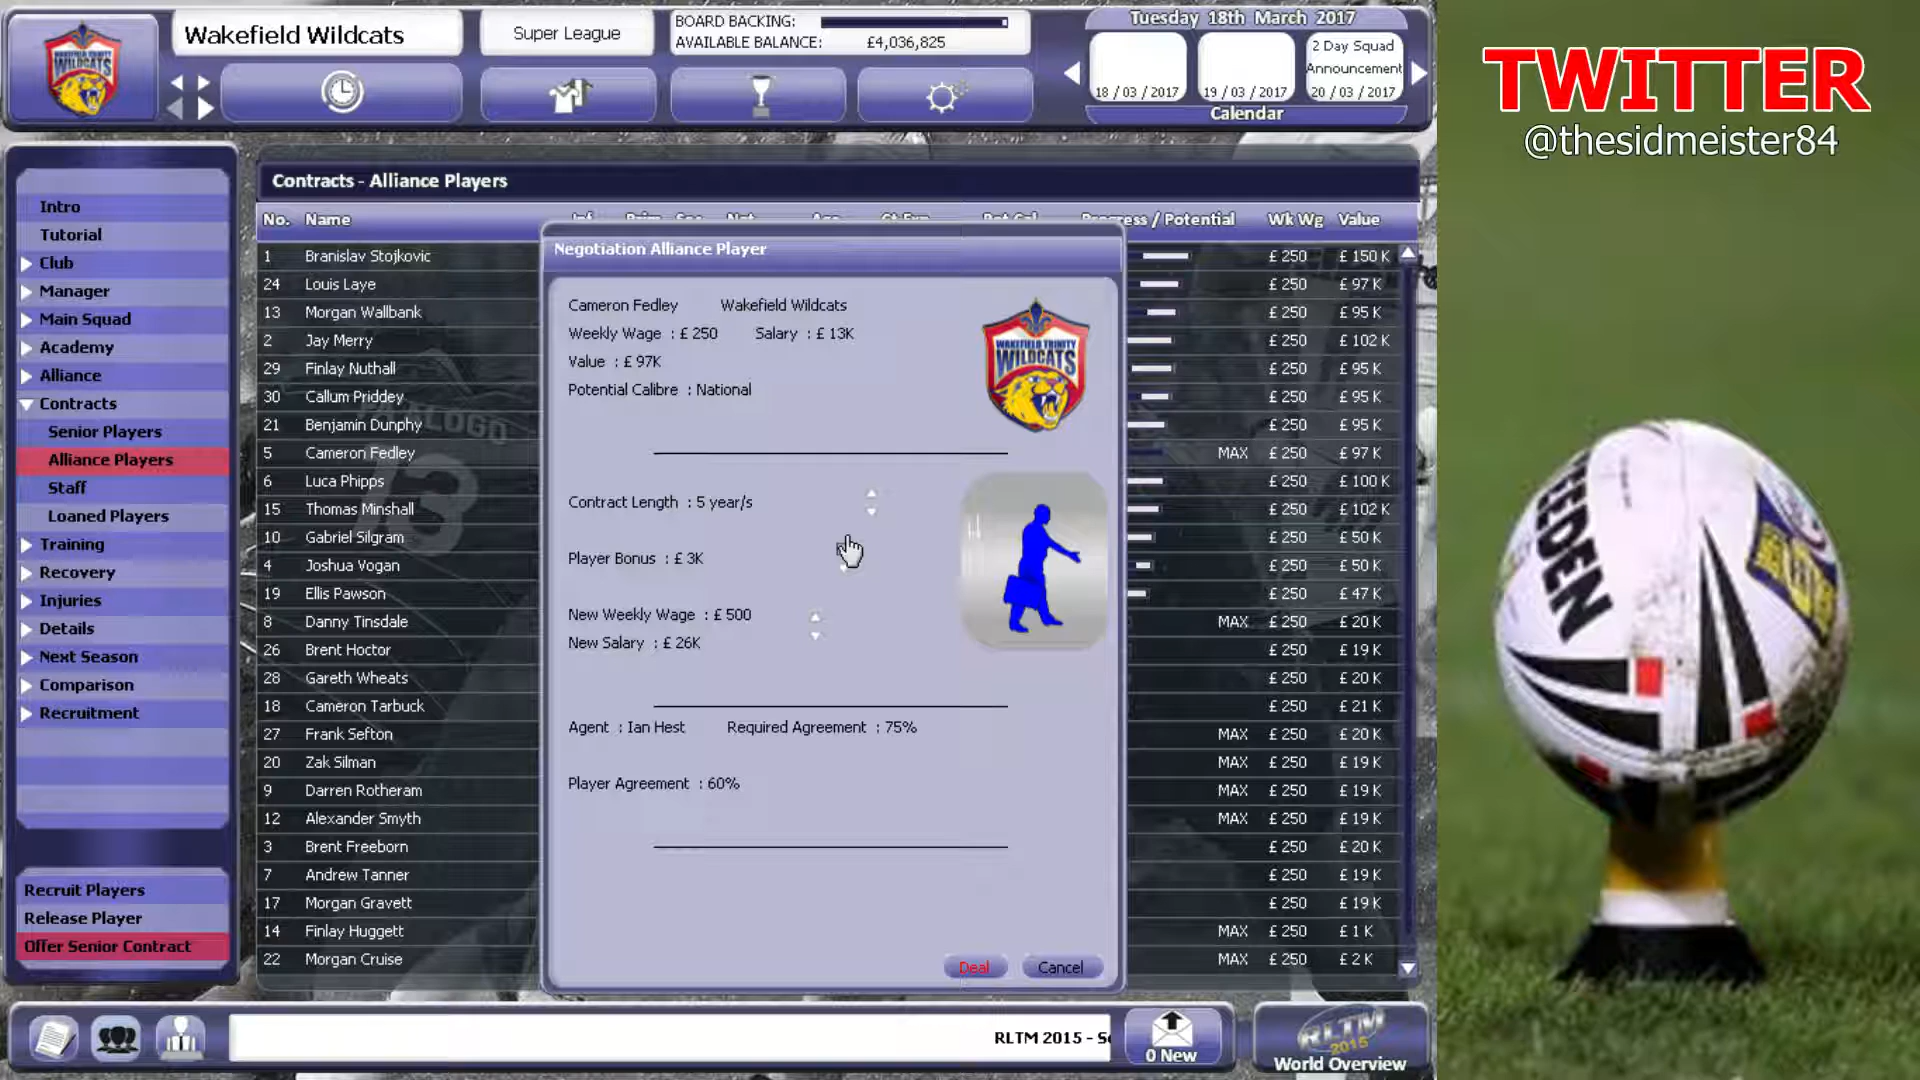 Wakefield Wildcats
Super League
BOARD BACKING:
AVAILABLE BALANCE: £4,036,825
Tuesday 18th March 2017
18 / 03 / 2017
19 / 03 / 2017
2 Day Squad
Announcement
20 / 03 / 2017
Calendar
TWITTER
@thesidmeister84
Intro
Tutorial
Club
Manager
Main Squad
Academy
Alliance
Contracts
Senior Players
Alliance Players
Staff
Loaned Players
Training
Recovery
Injuries
Details
Next Season
Comparison
Recruitment
Recruit Players
Release Player
Offer Senior Contract
Contracts - Alliance Players
No. Name Progress / Potential Wk Wg Value
1 Branislav Stojkovic £ 250 £ 150 K
24 Louis Laye £ 250 £ 97 K
13 Morgan Wallbank £ 250 £ 95 K
2 Jay Merry £ 250 £ 102 K
29 Finlay Nuthall £ 250 £ 95 K
30 Callum Priddey £ 250 £ 95 K
21 Benjamin Dunphy £ 250 £ 95 K
5 Cameron Fedley MAX £ 250 £ 97 K
6 Luca Phipps £ 250 £ 100 K
15 Thomas Minshall £ 250 £ 102 K
10 Gabriel Silgram £ 250 £ 50 K
4 Joshua Vogan £ 250 £ 50 K
19 Ellis Pawson £ 250 £ 47 K
8 Danny Tinsdale MAX £ 250 £ 20 K
26 Brent Hoctor £ 250 £ 19 K
28 Gareth Wheats £ 250 £ 20 K
18 Cameron Tarbuck £ 250 £ 21 K
27 Frank Sefton MAX £ 250 £ 20 K
20 Zak Silman MAX £ 250 £ 19 K
9 Darren Rotheram MAX £ 250 £ 19 K
12 Alexander Smyth MAX £ 250 £ 19 K
3 Brent Freeborn £ 250 £ 20 K
7 Andrew Tanner £ 250 £ 19 K
17 Morgan Gravett £ 250 £ 19 K
14 Finlay Huggett MAX £ 250 £ 1 K
22 Morgan Cruise MAX £ 250 £ 2 K
Negotiation Alliance Player
Cameron Fedley Wakefield Wildcats
Weekly Wage : £ 250 Salary : £ 13K
Value : £ 97K
Potential Calibre : National
WAKEFIELD TRINITY
WILDCATS
Contract Length : 5 year/s
Player Bonus : £ 3K
New Weekly Wage : £ 500
New Salary : £ 26K
Agent : Ian Hest Required Agreement : 75%
Player Agreement : 60%
Deal
Cancel
RLTM 2015 - S
0 New
RLTM
2015
World Overview